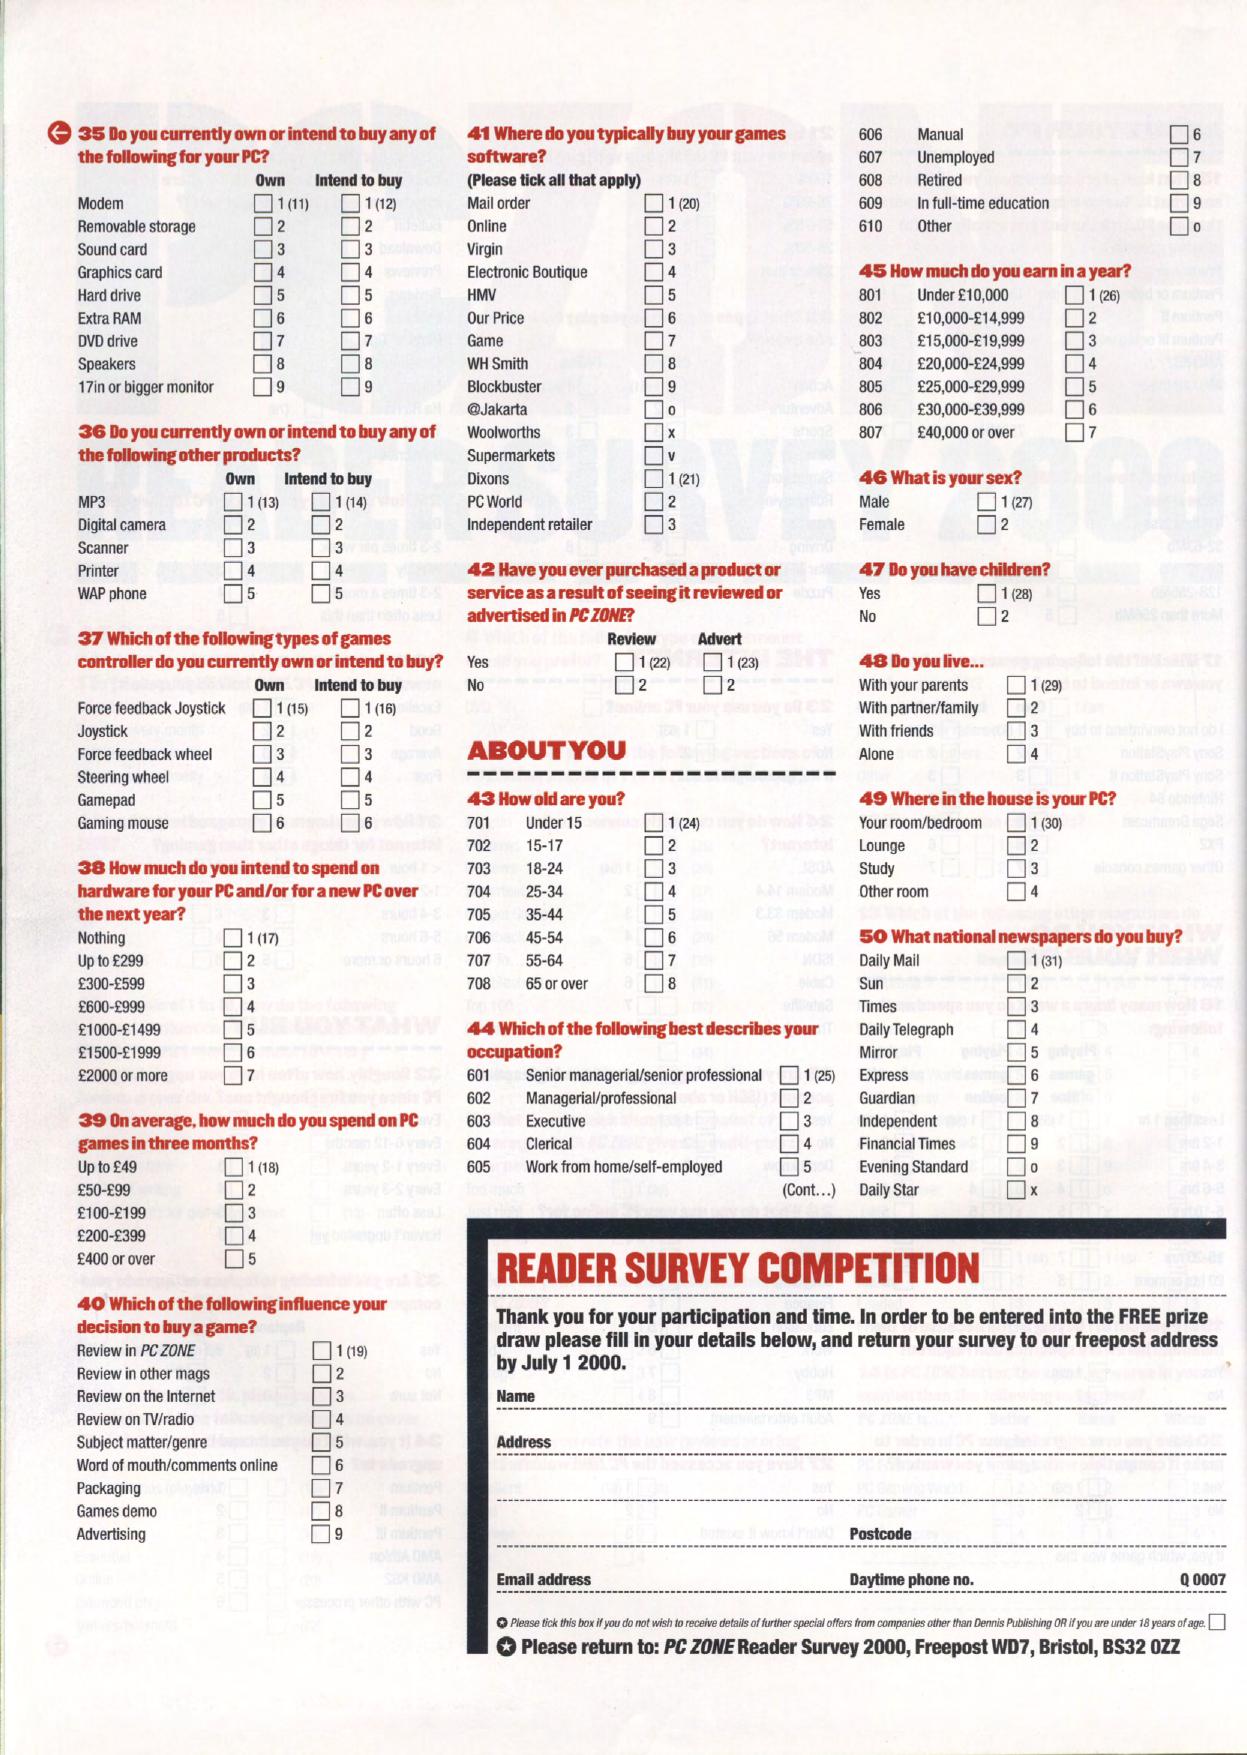 35 Do you currently own or intend to buy any of
the following for your PC?
Own Intend to buy
Modem 1 (11) 1 (12)
Removable storage 2 2
Sound card 3 3
Graphics card 4 4
Hard drive 5 5
Extra RAM 6 6
DVD drive 7 7
Speakers 8 8
17in or bigger monitor 9 9
36 Do you currently own or intend to buy any of
the following other products?
Own Intend to buy
MP3 1 (13) 1 (14)
Digital camera 2 2
Scanner 3 3
Printer 4 4
WAP phone 5 5
37 Which of the following types of games
controller do you currently own or intend to buy?
Own Intend to buy
Force feedback Joystick 1 (15) 1 (16)
Joystick 2 2
Force feedback wheel 3 3
Steering wheel 4 4
Gamepad 5 5
Gaming mouse 6 6
38 How much do you intend to spend on
hardware for your PC and/or for a new PC over
the next year?
Nothing 1 (17)
Up to £299 2
£300-£599 3
£600-£999 4
£1000-£1499 5
£1500-£1999 6
£2000 or more 7
39 On average, how much do you spend on PC
games in three months?
Up to £49 1 (18)
£50-£99 2
£100-£199 3
£200-£399 4
£400 or over 5
40 Which of the following influence your
decision to buy a game?
Review in PC ZONE 1 (19)
Review in other mags 2
Review on the Internet 3
Review on TV/radio 4
Subject matter/genre 5
Word of mouth/comments online 6
Packaging 7
Games demo 8
Advertising 9
41 Where do you typically buy your games
software?
(Please tick all that apply)
Mail order 1 (20)
Online 2
Virgin 3
Electronic Boutique 4
HMV 5
Our Price 6
Game 7
WH Smith 8
Blockbuster 9
@Jakarta o
Woolworths x
Supermarkets v
Dixons 1 (21)
PC World 2
Independent retailer 3
42 Have you ever purchased a product or
service as a result of seeing it reviewed or
advertised in PC ZONE?
Review Advert
Yes 1 (22) 1 (23)
No 2 2
ABOUT YOU
43 How old are you?
701 Under 15 1 (24)
702 15-17 2
703 18-24 3
704 25-34 4
705 35-44 5
706 45-54 6
707 55-64 7
708 65 or over 8
44 Which of the following best describes your
occupation?
601 Senior managerial/senior professional 1 (25)
602 Managerial/professional 2
603 Executive 3
604 Clerical 4
605 Work from home/self-employed 5
(Cont...)
606 Manual 6
607 Unemployed 7
608 Retired 8
609 In full-time education 9
610 Other o
45 How much do you earn in a year?
801 Under £10,000 1 (26)
802 £10,000-£14,999 2
803 £15,000-£19,999 3
804 £20,000-£24,999 4
805 £25,000-£29,999 5
806 £30,000-£39,999 6
807 £40,000 or over 7
46 What is your sex?
Male 1 (27)
Female 2
47 Do you have children?
Yes 1 (28)
No 2
48 Do you live...
With your parents 1 (29)
With partner/family 2
With friends 3
Alone 4
49 Where in the house is your PC?
Your room/bedroom 1 (30)
Lounge 2
Study 3
Other room 4
50 What national newspapers do you buy?
Daily Mail 1 (31)
Sun 2
Times 3
Daily Telegraph 4
Mirror 5
Express 6
Guardian 7
Independent 8
Financial Times 9
Evening Standard o
Daily Star x
READER SURVEY COMPETITION
Thank you for your participation and time. In order to be entered into the FREE prize
draw please fill in your details below, and return your survey to our freepost address
by July 1 2000.
Name
Address
Postcode
Email address Daytime phone no. Q 0007
Please tick this box if you do not wish to receive details of further special offers from companies other than Dennis Publishing OR if you are under 18 years of age.
Please return to: PC ZONE Reader Survey 2000, Freepost WD7, Bristol, BS32 0ZZ